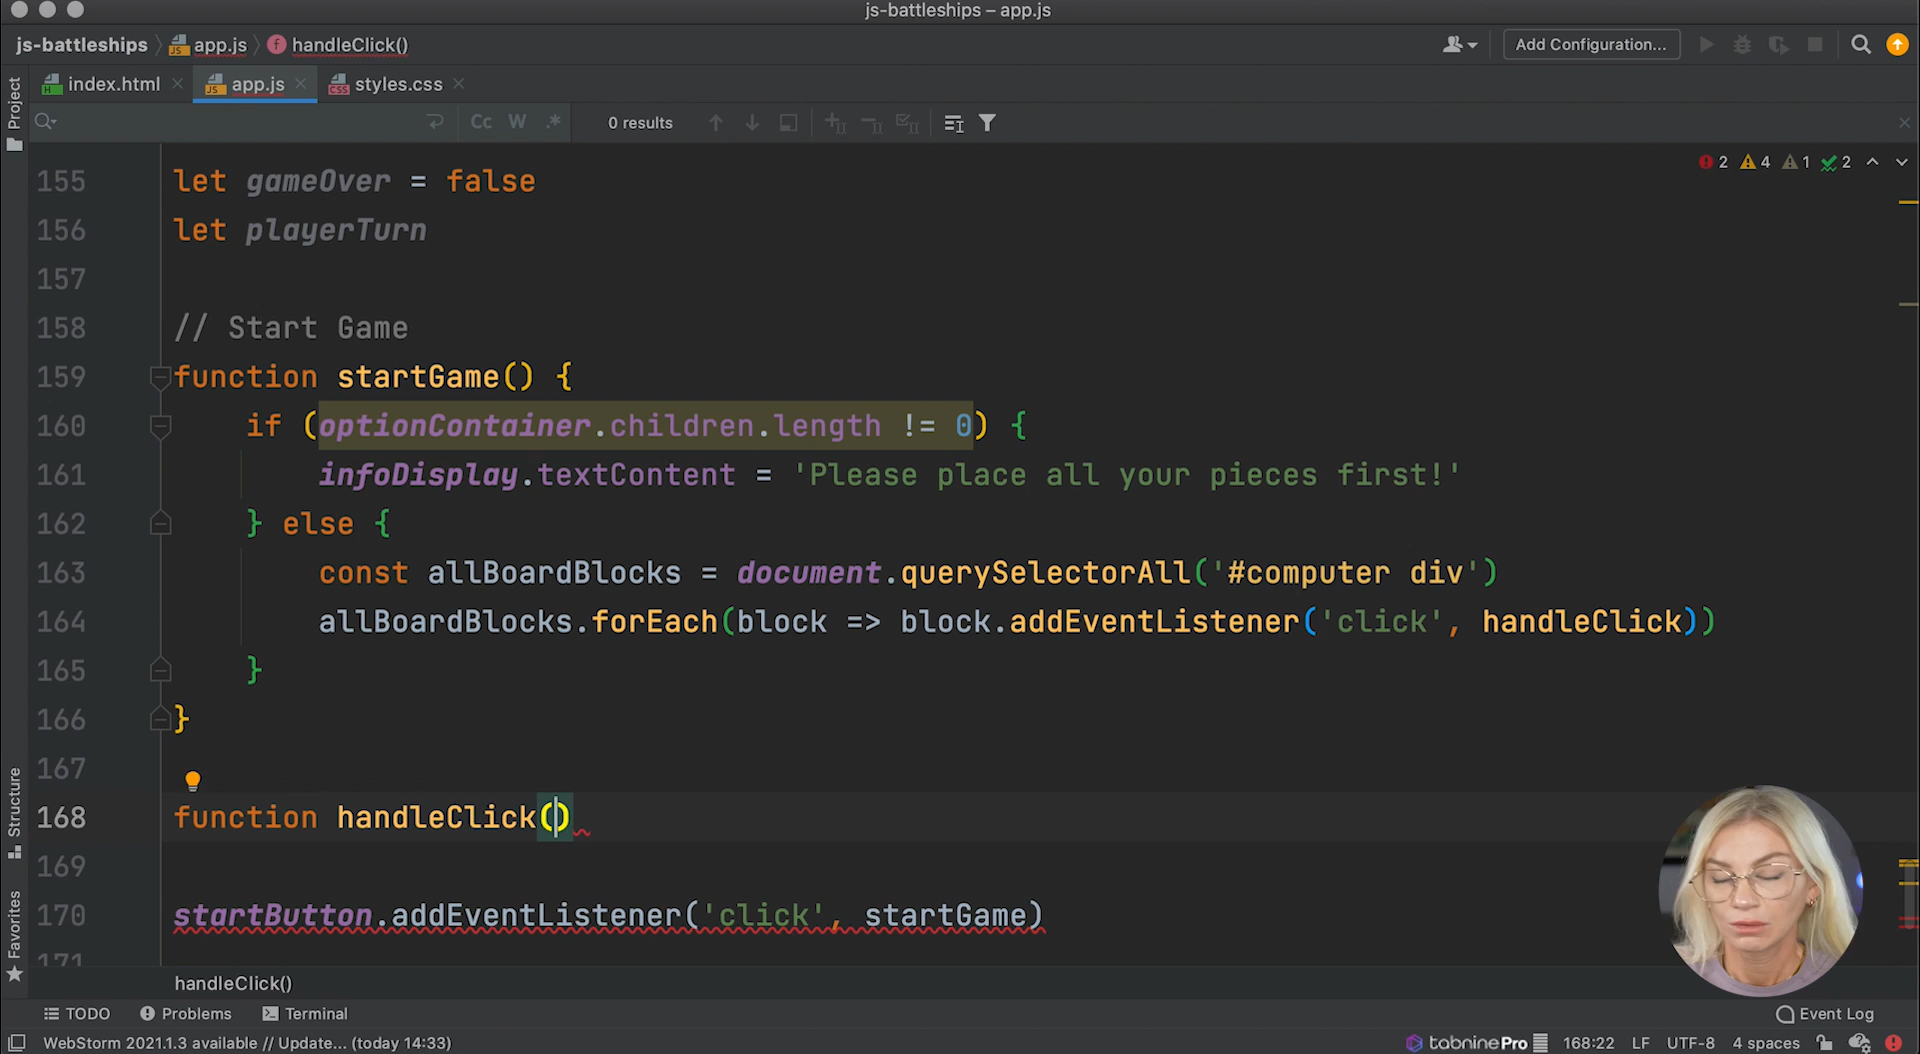 js-battleships – app.js
js-battleships app.js handleClick()
Add Configuration...
index.html app.js styles.css
Project
Cc W .* 0 results
2 4 1 2
155 let gameOver = false
156 let playerTurn
157
158 // Start Game
159 function startGame() {
160 if (optionContainer.children.length != 0) {
161 infoDisplay.textContent = 'Please place all your pieces first!'
162 } else {
163 const allBoardBlocks = document.querySelectorAll('#computer div')
164 allBoardBlocks.forEach(block => block.addEventListener('click', handleClick))
165 }
166 }
167
168 function handleClick()
169
170 startButton.addEventListener('click', startGame)
171
Structure
Favorites
handleClick()
TODO Problems Terminal Event Log
WebStorm 2021.1.3 available // Update... (today 14:33) tabnine Pro 168:22 LF UTF-8 4 spaces